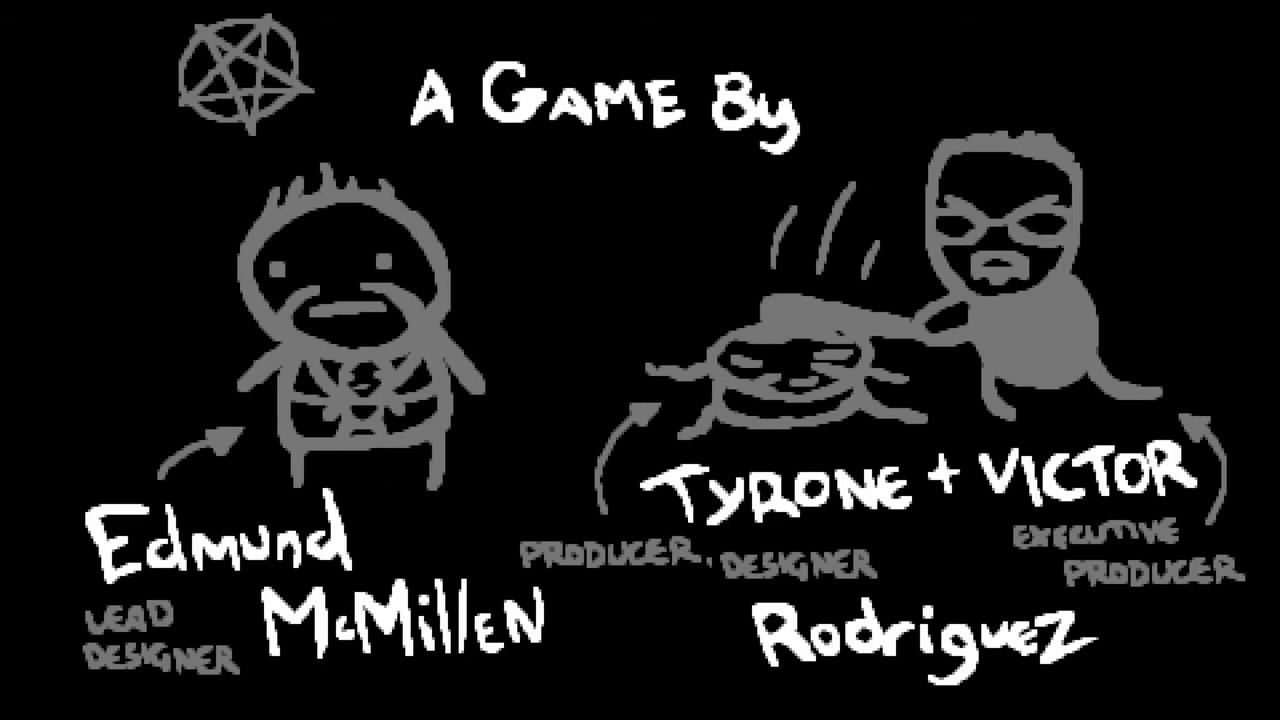 A GAME By
Edmund
McMillEN
LEAD
DESIGNER
TYRONE + VICTOR
PRODUCER, DESIGNER
EXECUTIVE
PRODUCER
RodriguEZ